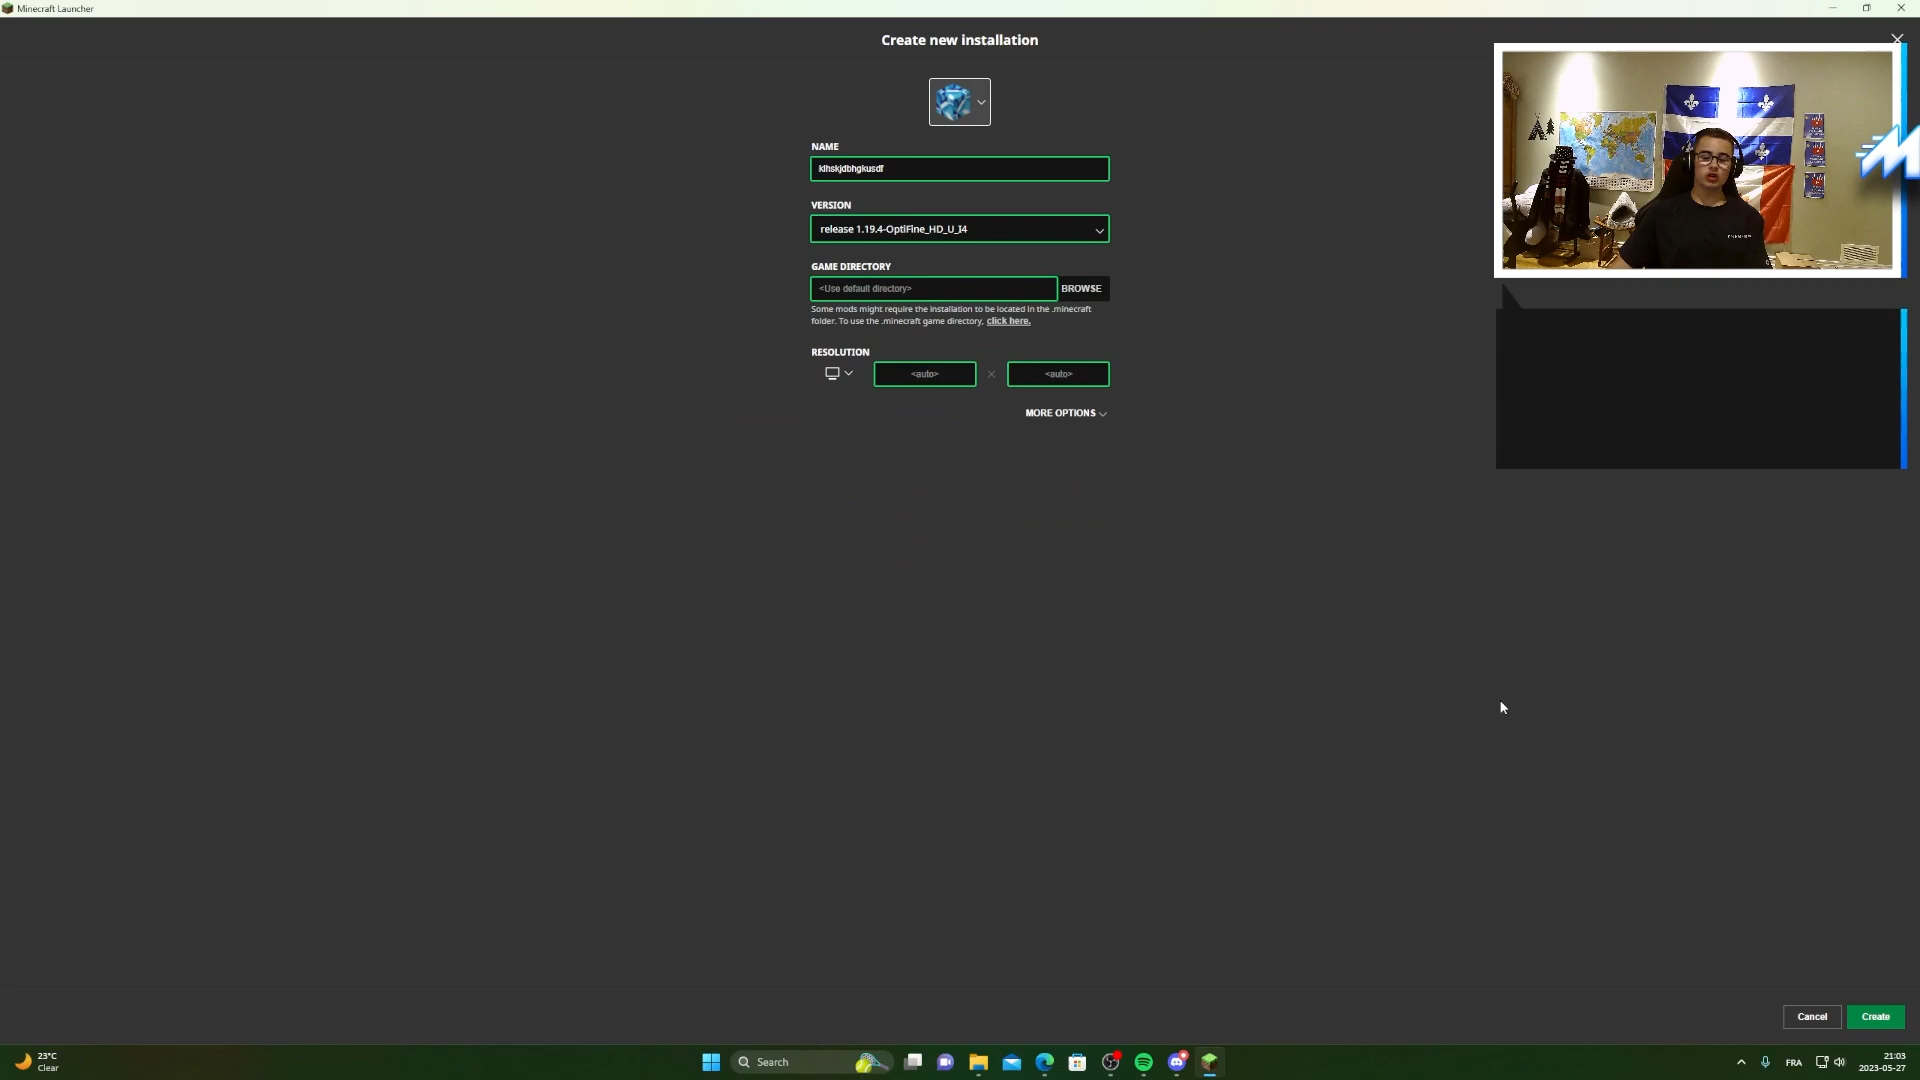 Minecraft Launcher
Create new installation
NAME
klhskjdbhgkusdf
VERSION
release 1.19.4-OptiFine_HD_U_I4
GAME DIRECTORY
<Use default directory>
BROWSE
Some mods might require the installation to be located in the .minecraft
folder. To use the .minecraft game directory, click here.
RESOLUTION
<auto>
<auto>
MORE OPTIONS
Cancel
Create
23°C
Clear
Search
FRA
21:03
2023-05-27